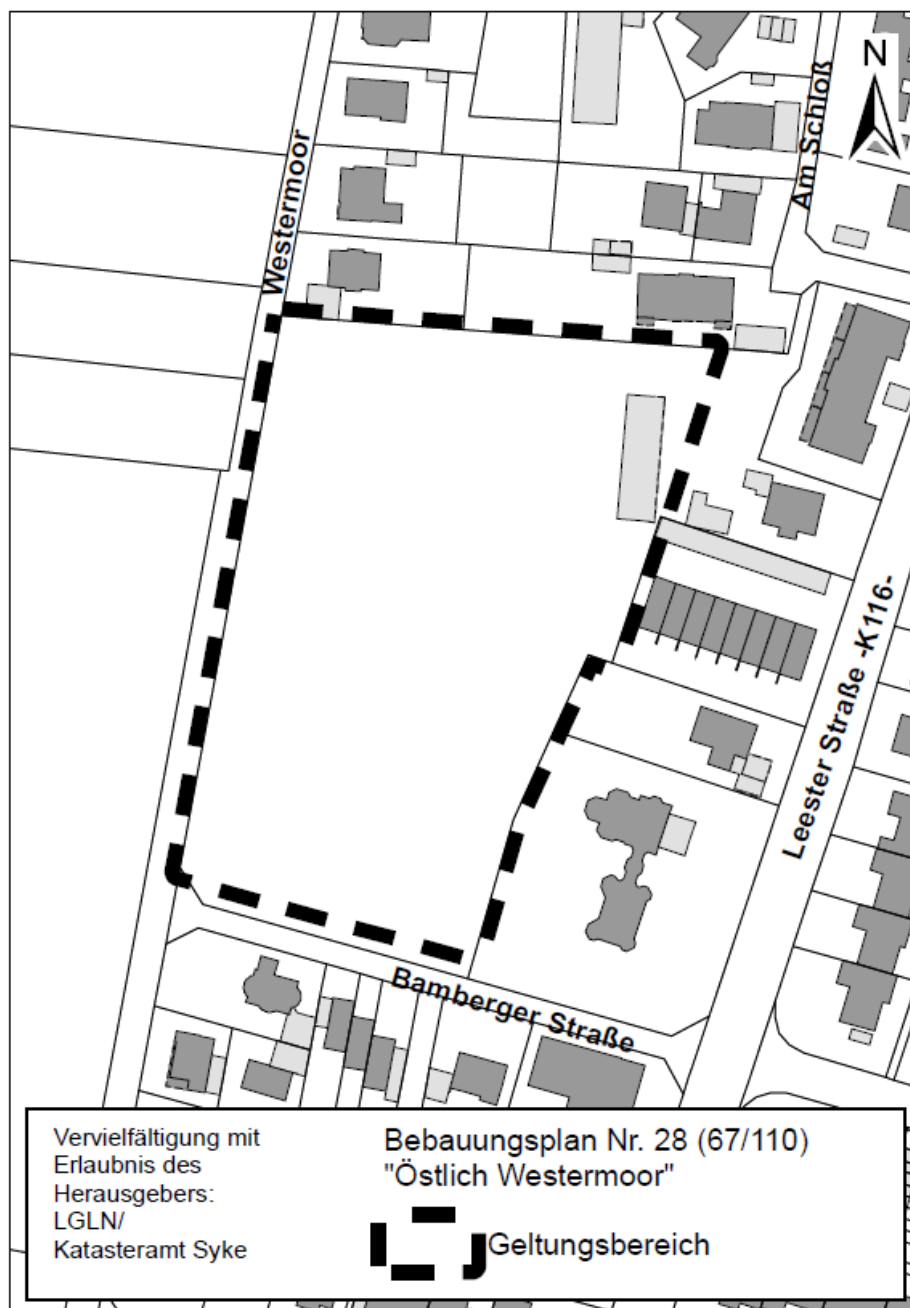 N
Am Schloß
Westermoor
Leester Straße -K116-
Bamberger Straße
Vervielfältigung mit
Erlaubnis des
Herausgebers:
LGLN/
Katasteramt Syke
Bebauungsplan Nr. 28 (67/110)
"Östlich Westermoor"
Geltungsbereich